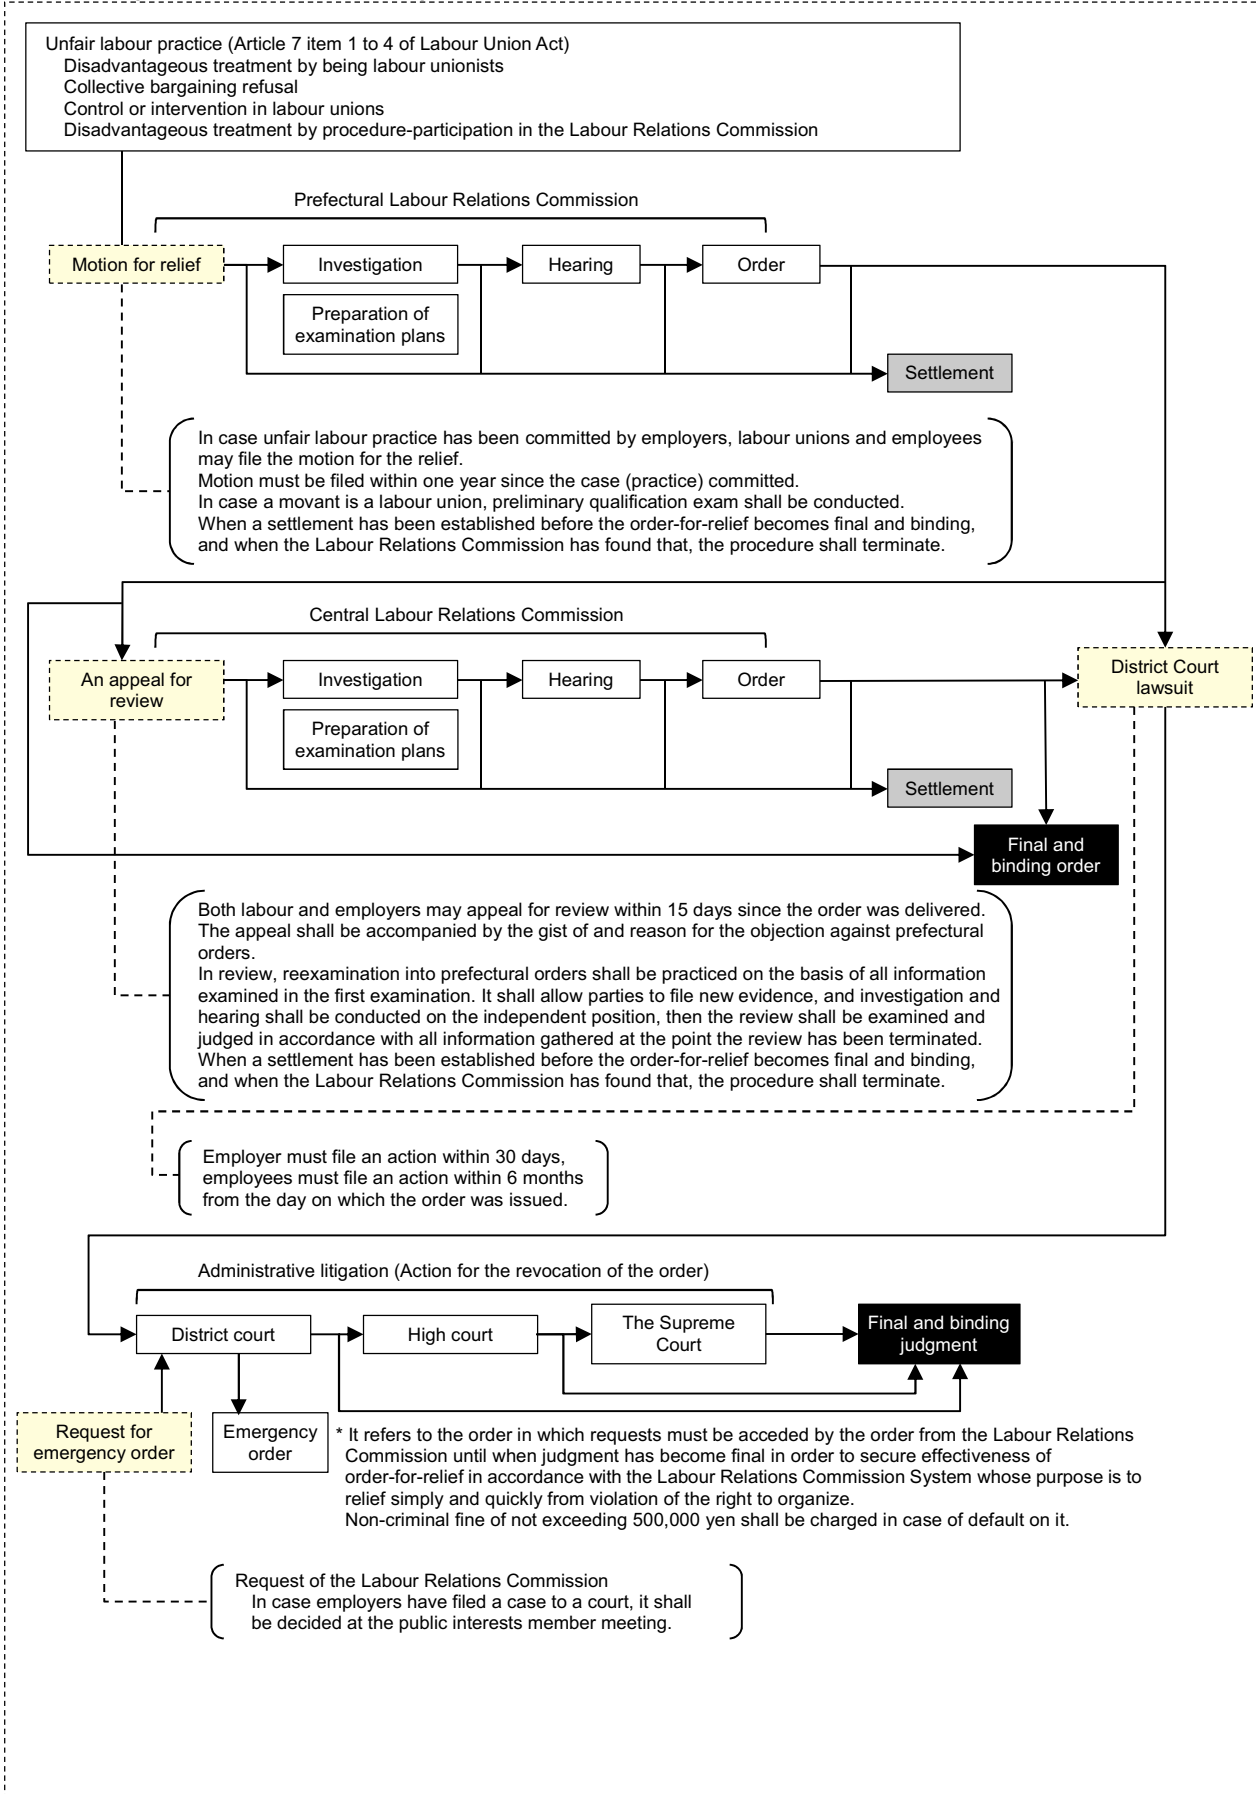 Unfair labour practice (Article 7 item 1 to 4 of Labour Union Act)
Disadvantageous treatment by being labour unionists
Collective bargaining refusal
Control or intervention in labour unions
Disadvantageous treatment by procedure-participation in the Labour Relations Commission
Prefectural Labour Relations Commission
Motion for relief
Investigation
Hearing
Order
Preparation of
examination plans
Settlement
In case unfair labour practice has been committed by employers, labour unions and employees
may file the motion for the relief.
Motion must be filed within one year since the case (practice) committed.
In case a movant is a labour union, preliminary qualification exam shall be conducted.
When a settlement has been established before the order-for-relief becomes final and binding,
and when the Labour Relations Commission has found that, the procedure shall terminate.
Central Labour Relations Commission
An appeal for
review
Investigation
Hearing
Order
District Court
lawsuit
Preparation of
examination plans
Settlement
Final and
binding order
Both labour and employers may appeal for review within 15 days since the order was delivered.
The appeal shall be accompanied by the gist of and reason for the objection against prefectural
orders.
In review, reexamination into prefectural orders shall be practiced on the basis of all information
examined in the first examination. It shall allow parties to file new evidence, and investigation and
hearing shall be conducted on the independent position, then the review shall be examined and
judged in accordance with all information gathered at the point the review has been terminated.
When a settlement has been established before the order-for-relief becomes final and binding,
and when the Labour Relations Commission has found that, the procedure shall terminate.
Employer must file an action within 30 days,
employees must file an action within 6 months
from the day on which the order was issued.
Administrative litigation (Action for the revocation of the order)
District court
High court
The Supreme
Court
Final and binding
judgment
Request for
emergency order
Emergency
order
* It refers to the order in which requests must be acceded by the order from the Labour Relations
Commission until when judgment has become final in order to secure effectiveness of
order-for-relief in accordance with the Labour Relations Commission System whose purpose is to
relief simply and quickly from violation of the right to organize.
Non-criminal fine of not exceeding 500,000 yen shall be charged in case of default on it.
Request of the Labour Relations Commission
In case employers have filed a case to a court, it shall
be decided at the public interests member meeting.